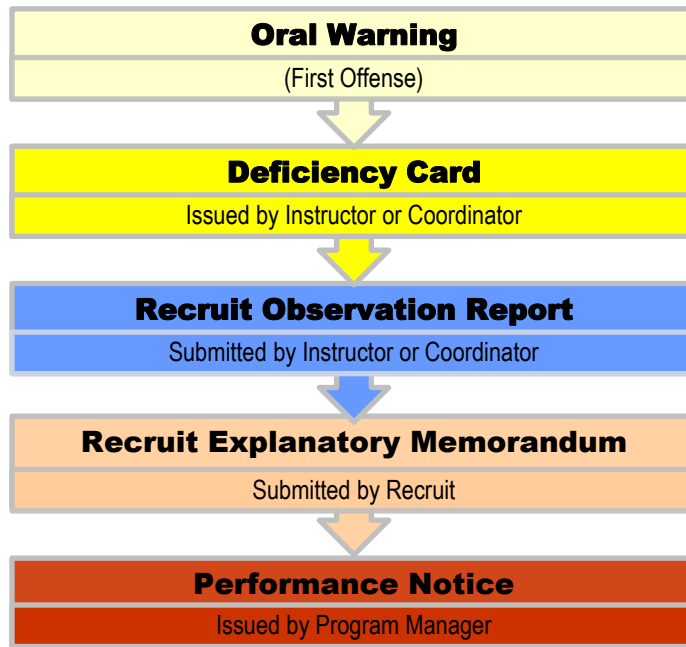 Oral Warning
(First Offense)
Deficiency Card
Issued by Instructor or Coordinator
Recruit Observation Report
Submitted by Instructor or Coordinator
Recruit Explanatory Memorandum
Submitted by Recruit
Performance Notice
Issued by Program Manager